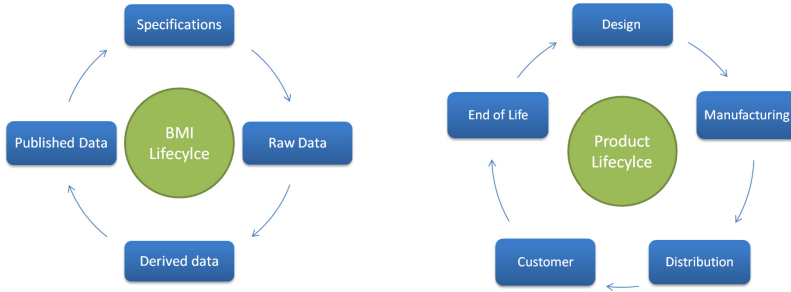 Specifications
Published Data
BMI
Lifecylce
Raw Data
Derived data
Design
End of Life
Manufacturing
Product
Lifecylce
Customer
Distribution